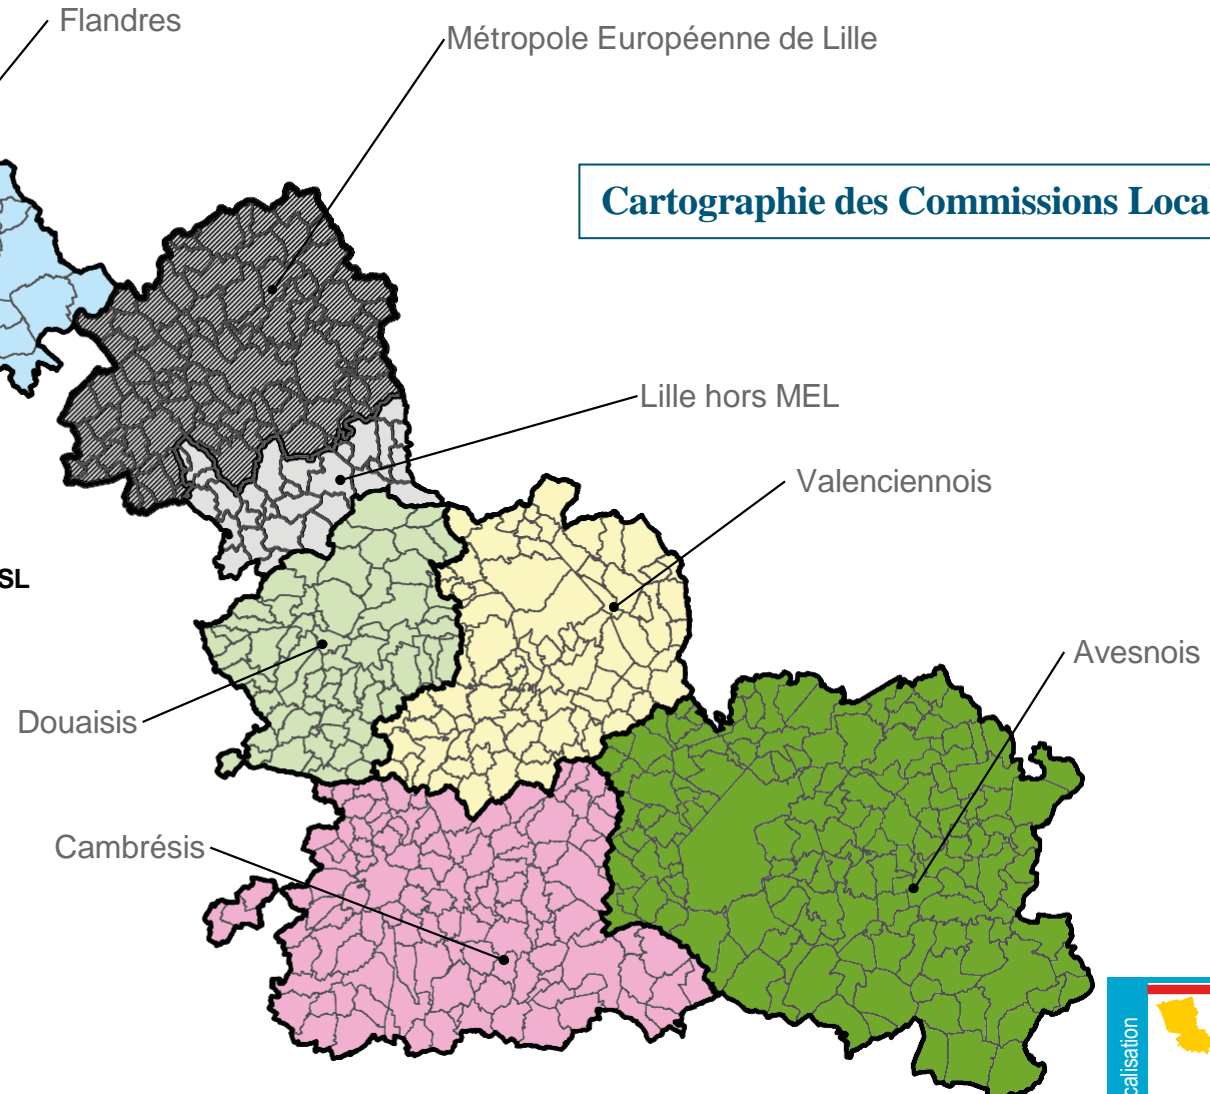 Flandres
Métropole Européenne de Lille
Cartographie des Commissions Loca
Lille hors MEL
Valenciennois
SL
Avesnois
Douaisis
Cambrésis
calisation